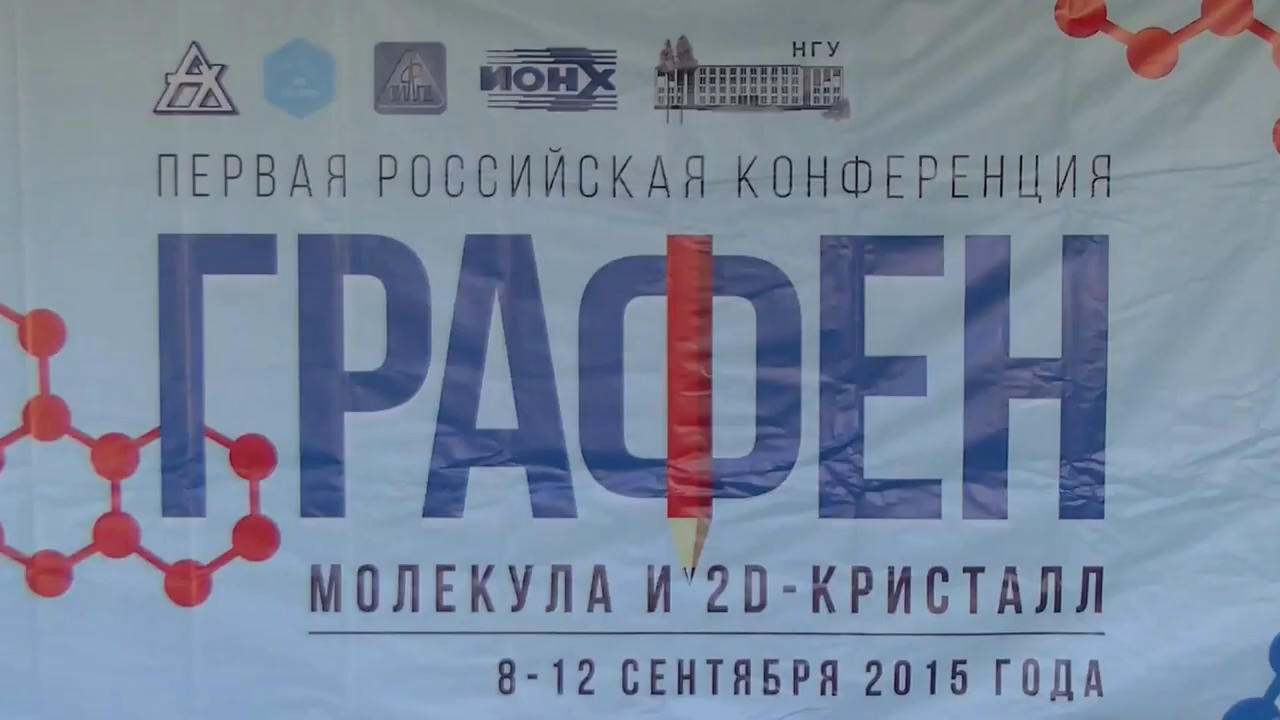 ИОНХ
НГУ
ПЕРВАЯ РОССИЙСКАЯ КОНФЕРЕНЦИЯ
ГРАФЕН
МОЛЕКУЛА И 2D-КРИСТАЛЛ
8-12 СЕНТЯБРЯ 2015 ГОДА